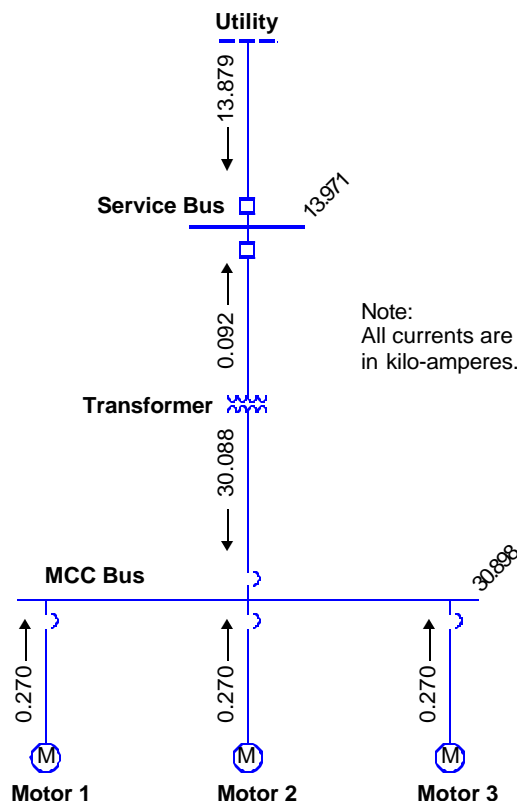 Utility
13.879
Service Bus
13.971
0.092
Note:
All currents are
in kilo-amperes.
Transformer
30.088
MCC Bus
30.898
0.270
0.270
0.270
M
M
M
Motor 1
Motor 2
Motor 3